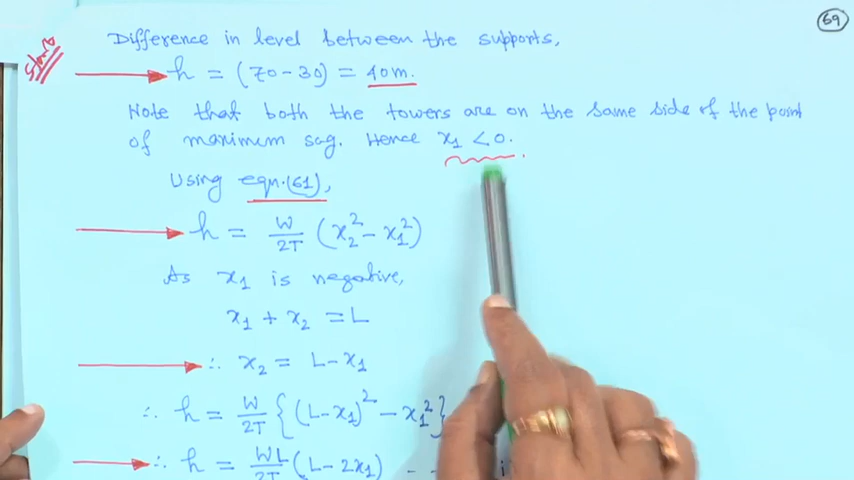 69
Soln
Difference in level between the supports,
h = (70-30) = 40m.
Note that both the towers are on the same side of the point
of maximum sag. Hence x₁ < 0.
Using eqn.(61),
h = W/2T (x₂² - x₁²)
As x₁ is negative,
x₁ + x₂ = L
∴ x₂ = L - x₁
∴ h = W/2T {(L-x₁)² - x₁²}
∴ h = WL/2T (L-2x₁)